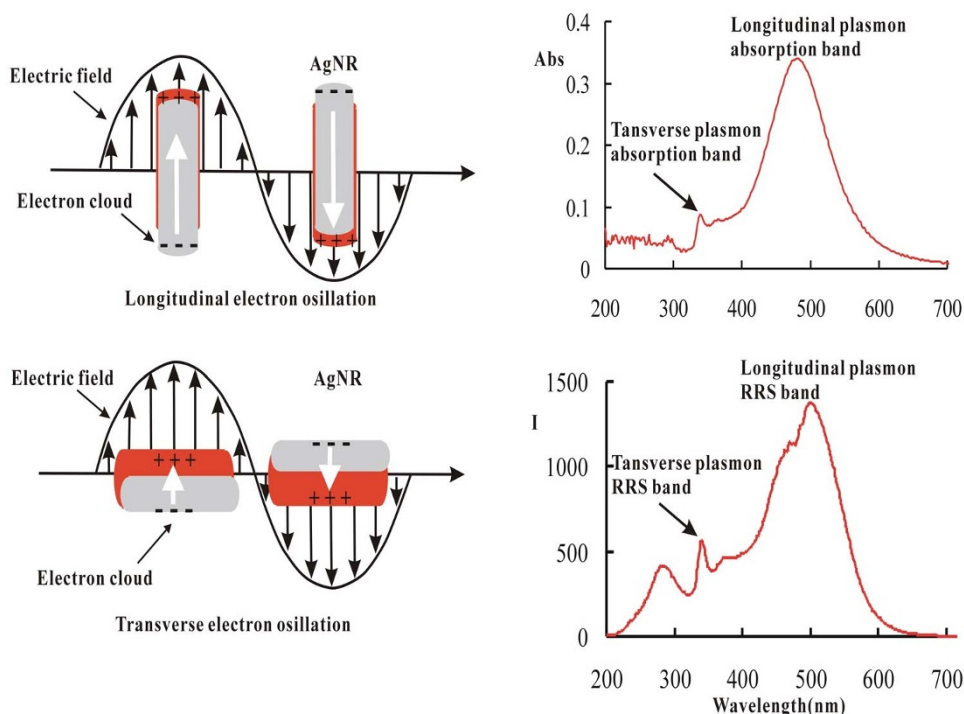 Electric field
AgNR
+ + +
- - -
Electron cloud
- - -
+ + +
Longitudinal electron osillation
Electric field
AgNR
+ + +
- - -
- - -
+ + +
Electron cloud
Transverse electron osillation
Abs
Longitudinal plasmon
absorption band
Tansverse plasmon
absorption band
0.4
0.3
0.2
0.1
0
200 300 400 500 600 700
I
Longitudinal plasmon
RRS band
Tansverse plasmon
RRS band
1500
1000
500
0
200 300 400 500 600 700
Wavelength(nm)